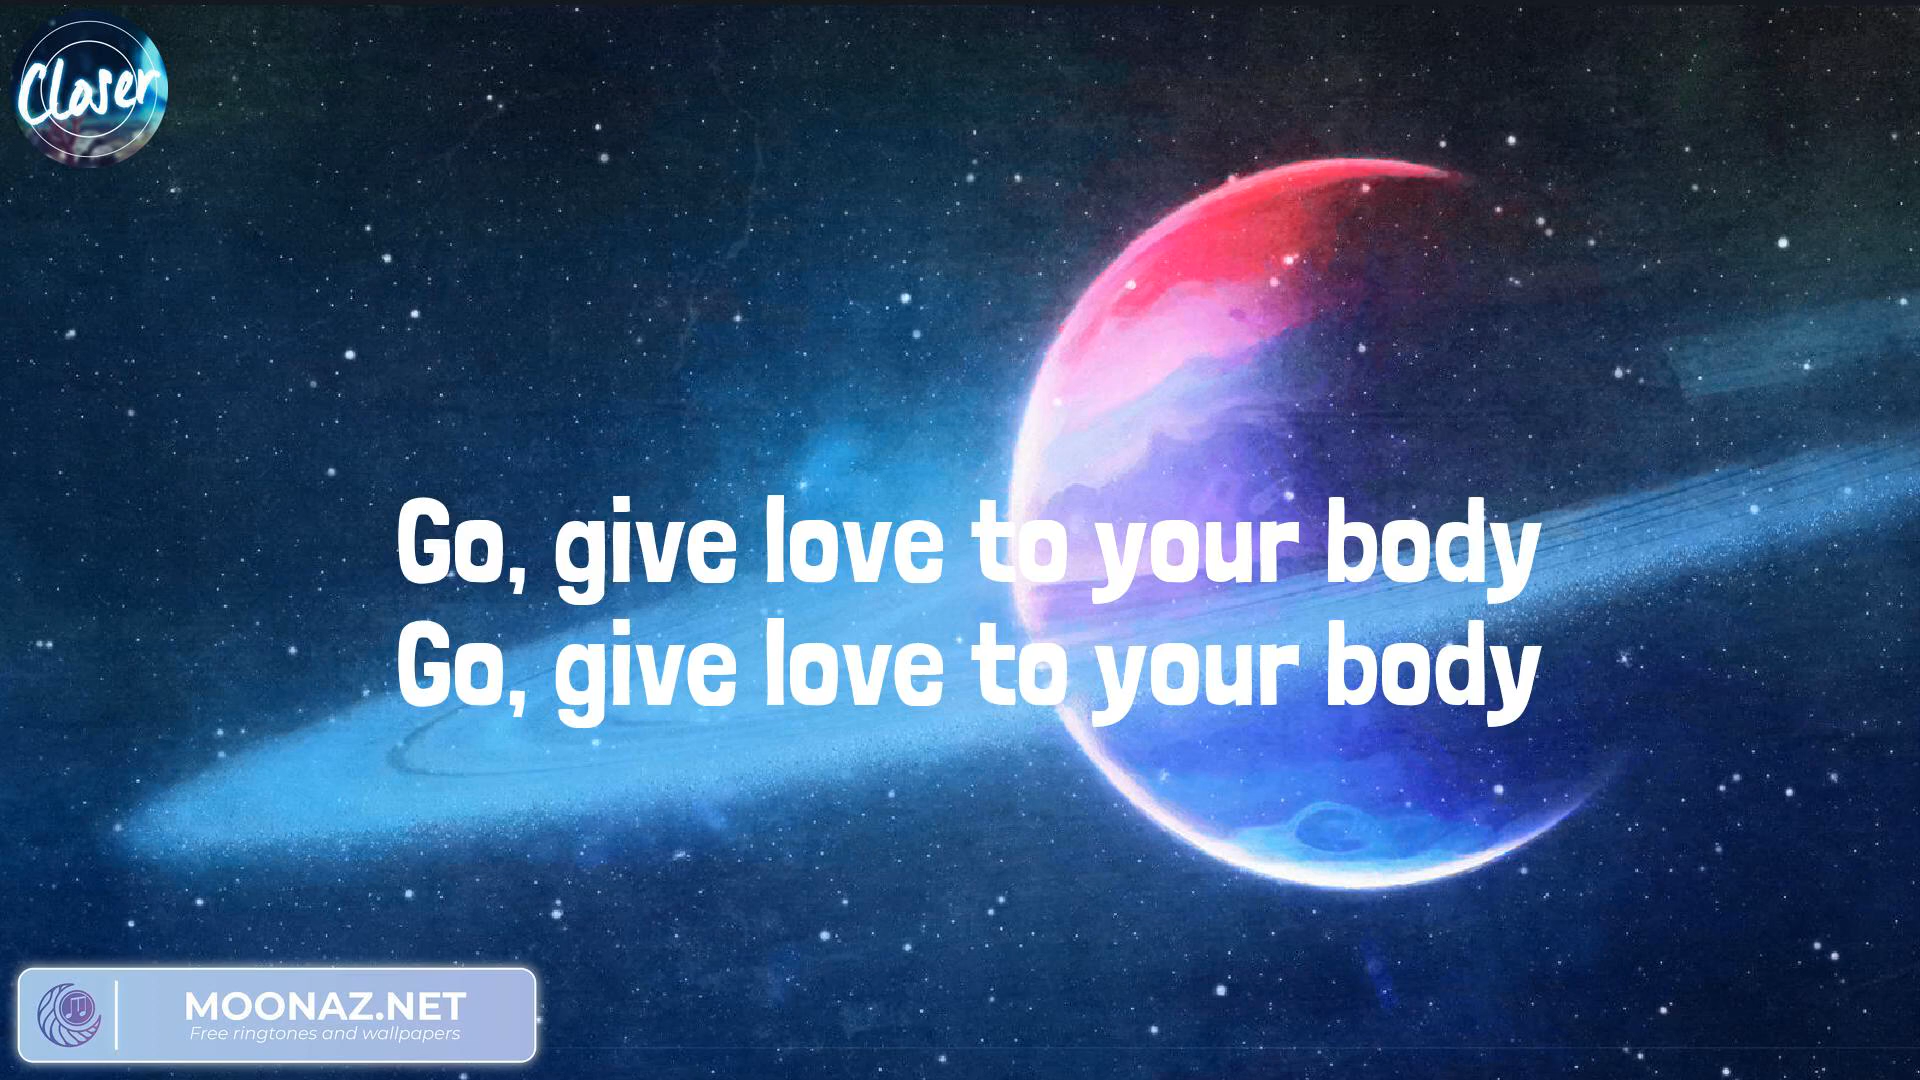 Closer
Go, give love to your body
Go, give love to your body
MOONAZ.NET
Free ringtones and wallpapers